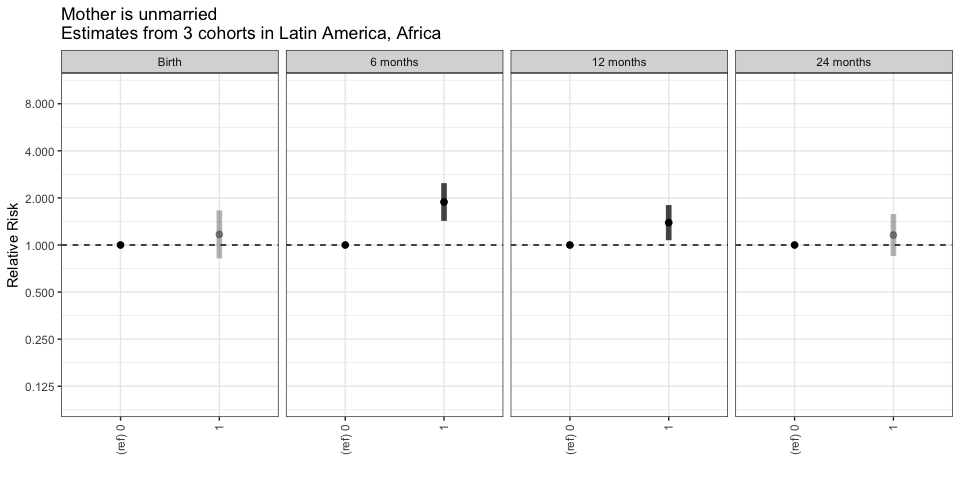 Mother is unmarried
Estimates from 3 cohorts in Latin America, Africa
Birth
6 months
12 months
24 months
Relative Risk
8.000
4.000
2.000
1.000
0.500
0.250
0.125
(ref) 0
1
(ref) 0
1
(ref) 0
1
(ref) 0
1